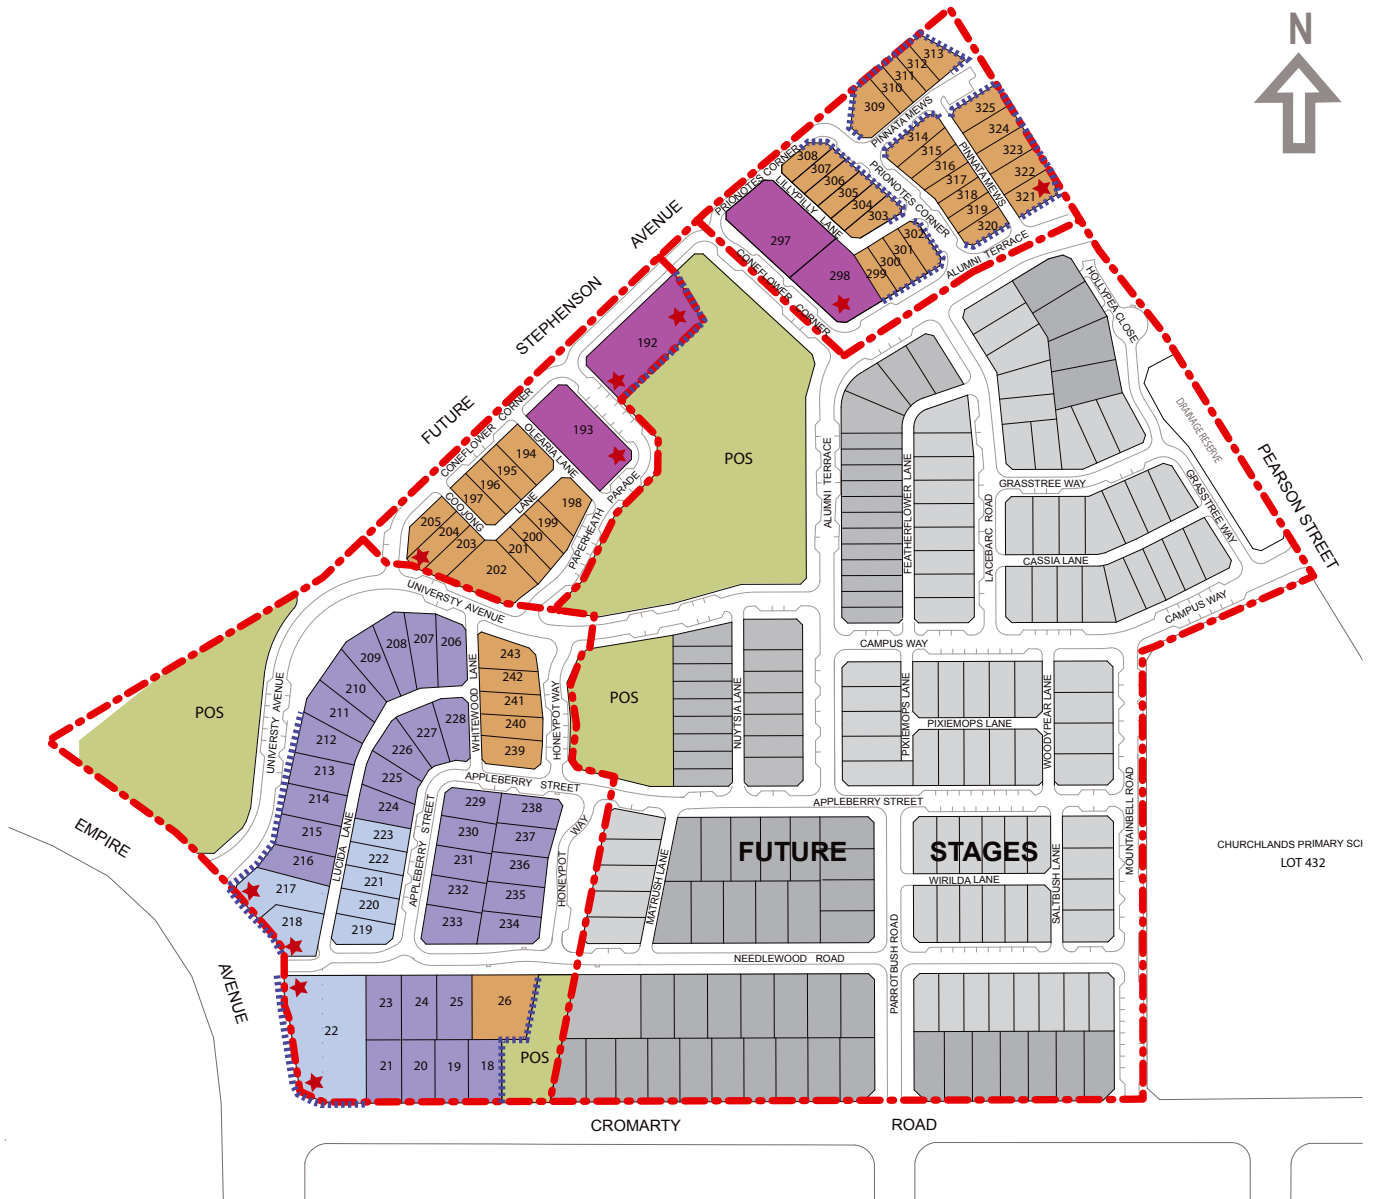 N
313
312
311
310
309
PINNATA MEWS
325
324
323
322
321
314
315
316
317
318
319
320
PINNATA MEWS
PRIONOTES CORNER
308
307
306
305
304
303
PRIONOTES CORNER
LILLYPILLY LANE
302
301
300
299
297
298
ALUMNI TERRACE
CONEFLOWER CORNER
HOLLYPEA CLOSE
FUTURE STEPHENSON AVENUE
192
193
CONEFLOWER CORNER
OLEARIA LANE
194
195
196
197
COOJONG LANE
198
199
200
201
202
203
204
205
PAPERHEATH PARADE
POS
ALUMNI TERRACE
FEATHERFLOWER LANE
LACEBARC ROAD
GRASSTREE WAY
CASSIA LANE
GRASSTREE WAY
DRAINAGE RESERVE
PEARSON STREET
CAMPUS WAY
UNIVERSTY AVENUE
CAMPUS WAY
206
207
208
209
210
211
212
213
214
215
216
217
218
UNIVERSTY AVENUE
POS
WHITEWOOD LANE
243
242
241
240
239
HONEYPOT WAY
POS
NUYTSIA LANE
PIXIEMOPS LANE
PIXIEMOPS LANE
WOODYPEAR LANE
228
227
226
225
224
223
222
221
220
219
LUCIDA LANE
APPLEBERRY STREET
APPLEBERRY STREET
APPLEBERRY STREET
229
238
230
237
231
236
232
235
233
234
HONEYPOT WAY
MATRUSH LANE
FUTURE STAGES
WIRILDA LANE
SALTBUSH LANE
MOUNTAINBELL ROAD
CHURCHLANDS PRIMARY SCH
LOT 432
EMPIRE AVENUE
NEEDLEWOOD ROAD
PARROTBUSH ROAD
22
23
24
25
26
21
20
19
18
POS
CROMARTY ROAD